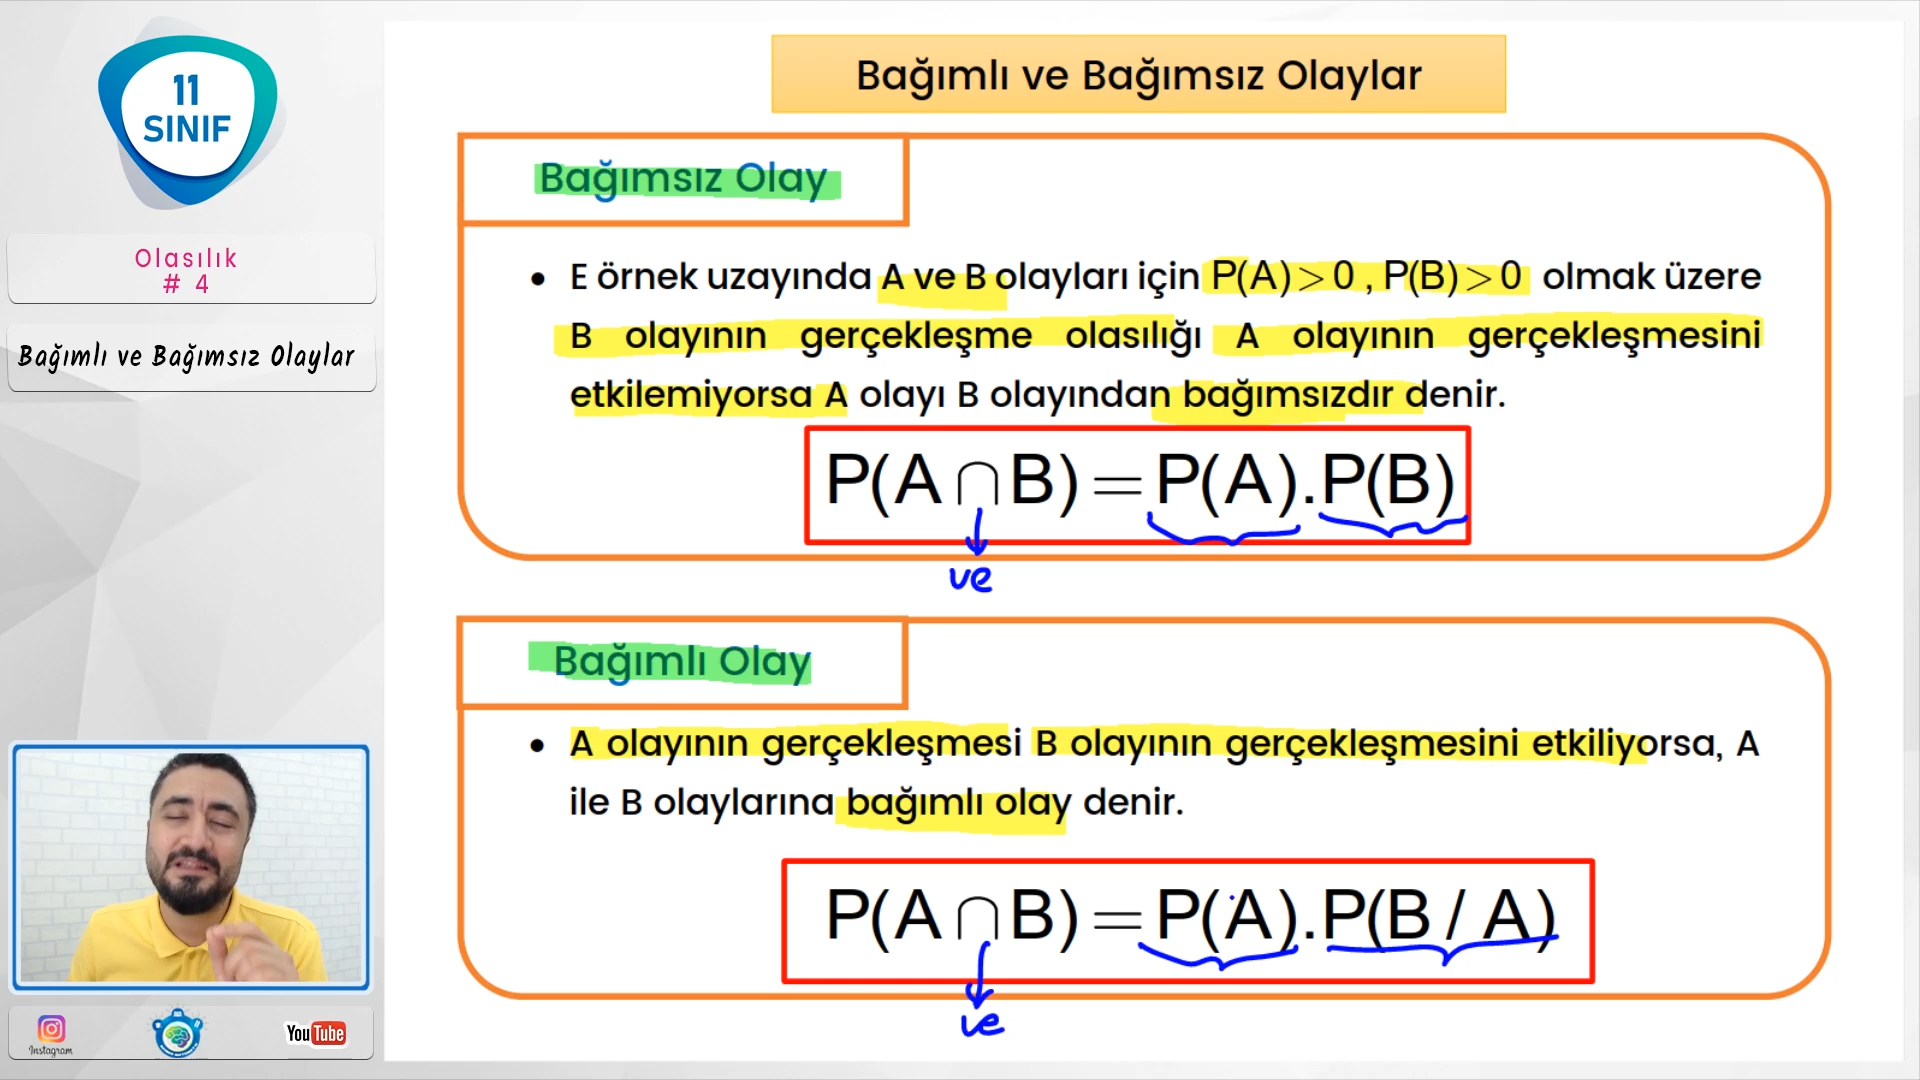 11
SINIF
Olasılık
# 4
Bağımlı ve Bağımsız Olaylar
Instagram
YouTube
Bağımlı ve Bağımsız Olaylar
Bağımsız Olay
• E örnek uzayında A ve B olayları için P(A) > 0 , P(B) > 0 olmak üzere
B olayının gerçekleşme olasılığı A olayının gerçekleşmesini
etkilemiyorsa A olayı B olayından bağımsızdır denir.
P(A ∩ B) = P(A).P(B)
ve
Bağımlı Olay
• A olayının gerçekleşmesi B olayının gerçekleşmesini etkiliyorsa, A
ile B olaylarına bağımlı olay denir.
P(A ∩ B) = P(A).P(B / A)
ve